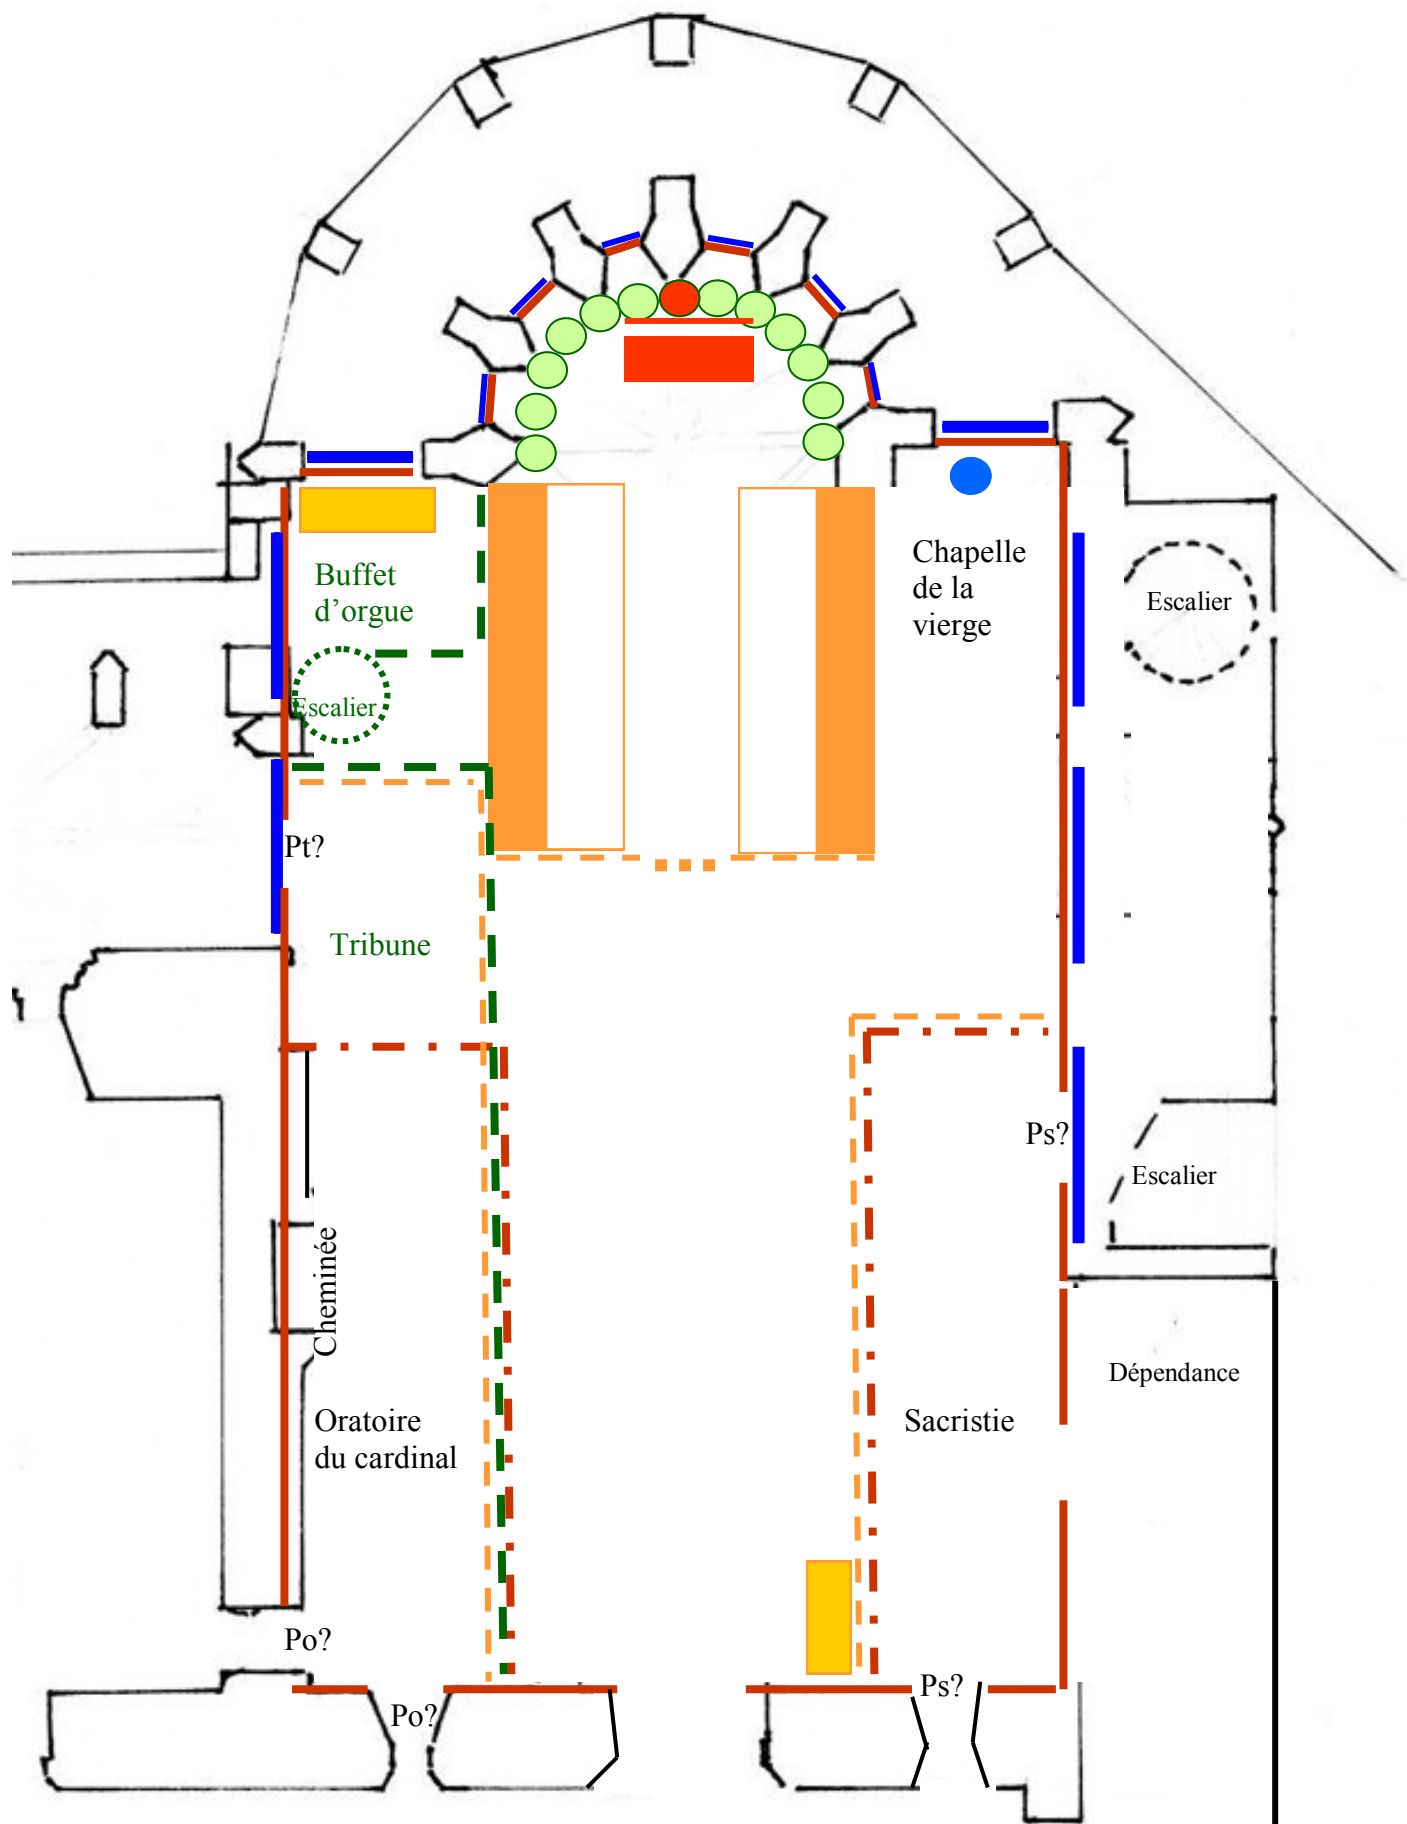 Chapelle
de la
vierge
Buffet
d'orgue
Escalier
Escalier
Pt?
Tribune
Ps?
Escalier
Cheminée
Dépendance
Oratoire
du cardinal
Sacristie
Po?
Ps?
Po?